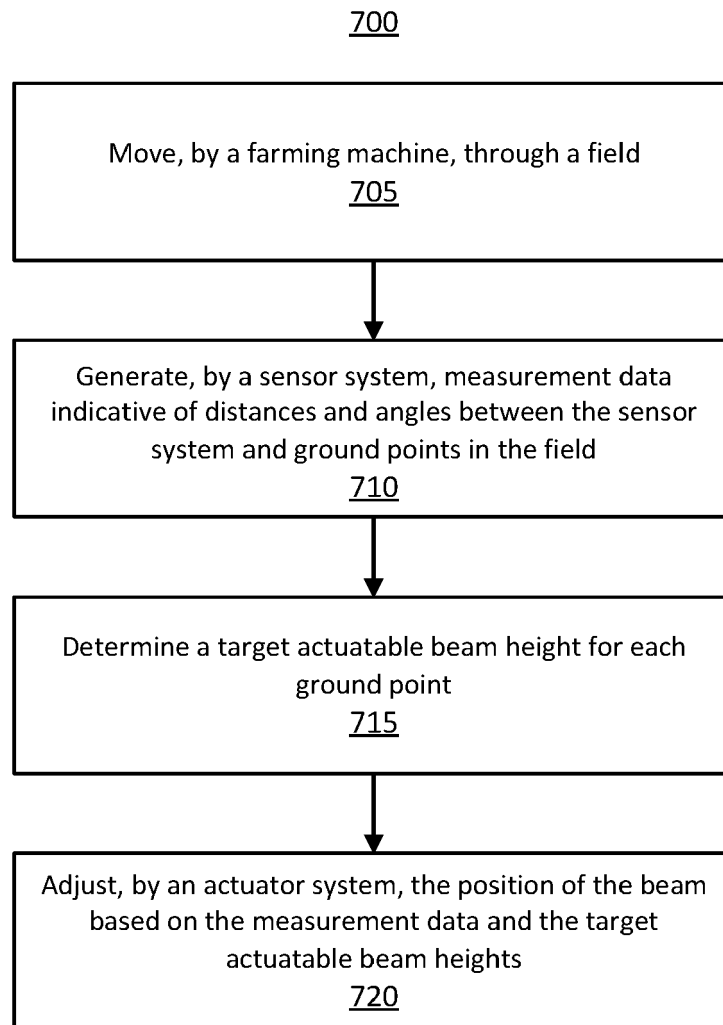 700
Move, by a farming machine, through a field
705
Generate, by a sensor system, measurement data
indicative of distances and angles between the sensor
system and ground points in the field
710
Determine a target actuatable beam height for each
ground point
715
Adjust, by an actuator system, the position of the beam
based on the measurement data and the target
actuatable beam heights
720